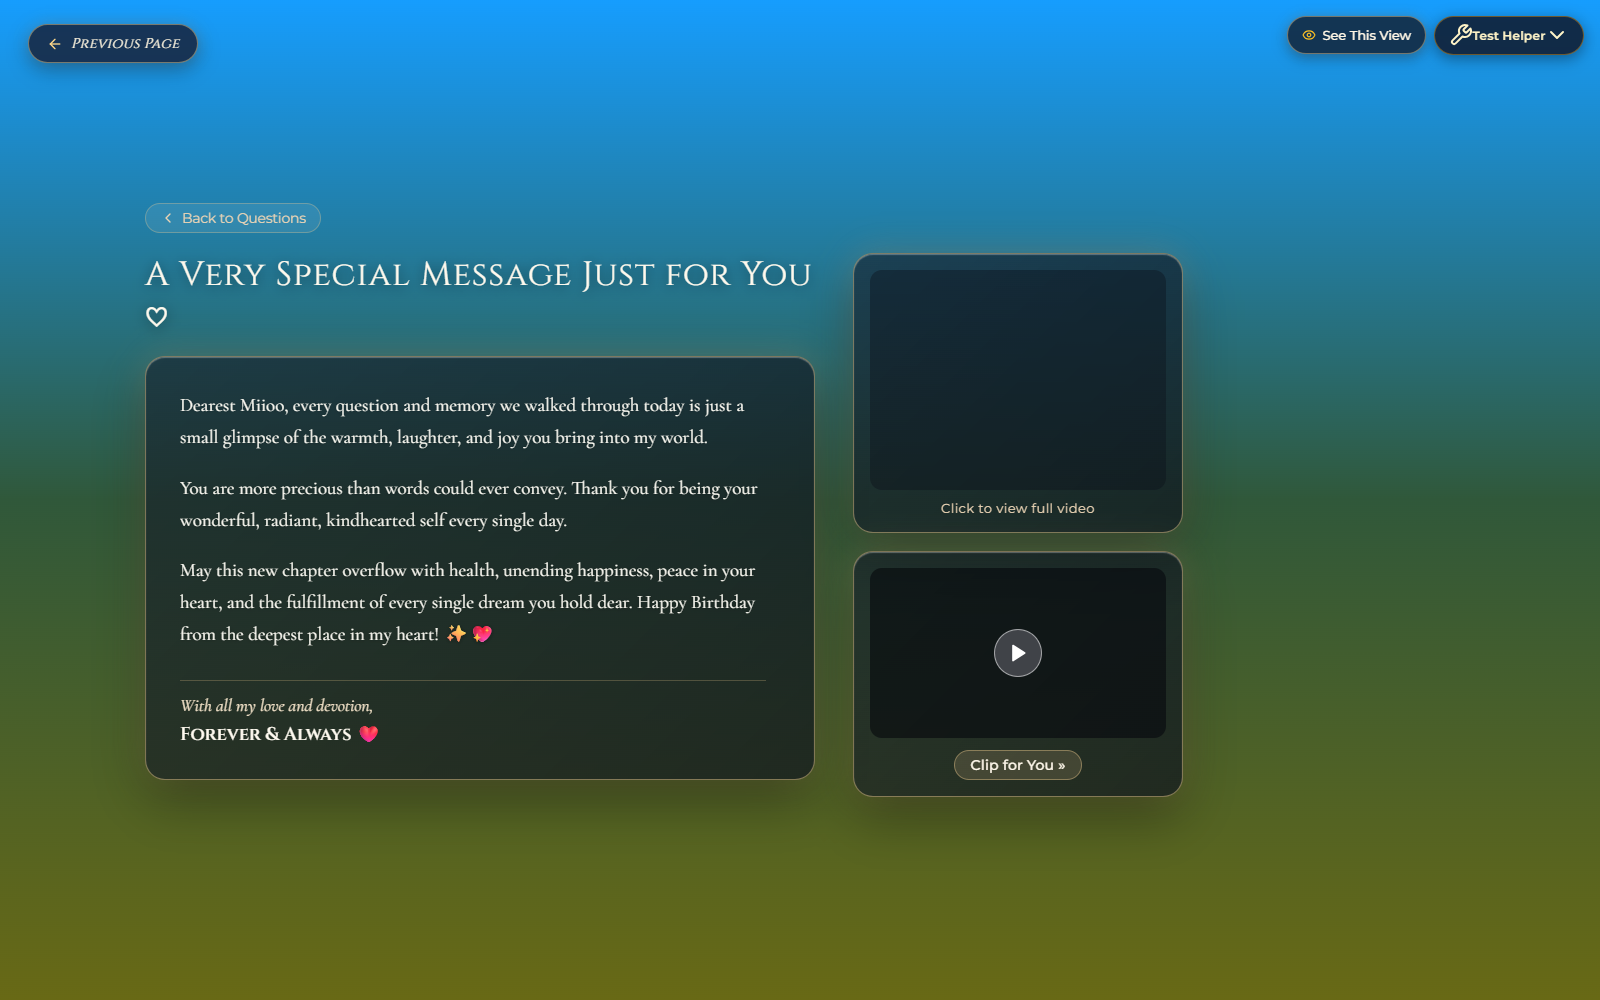 Previous Page
See This View
Test Helper
Back to Questions
A Very Special Message Just for You
♡
Dearest Miioo, every question and memory we walked through today is just a
small glimpse of the warmth, laughter, and joy you bring into my world.
You are more precious than words could ever convey. Thank you for being your
wonderful, radiant, kindhearted self every single day.
May this new chapter overflow with health, unending happiness, peace in your
heart, and the fulfillment of every single dream you hold dear. Happy Birthday
from the deepest place in my heart! ✨ 💖
With all my love and devotion,
Forever & Always ❤️
Click to view full video
Clip for You »